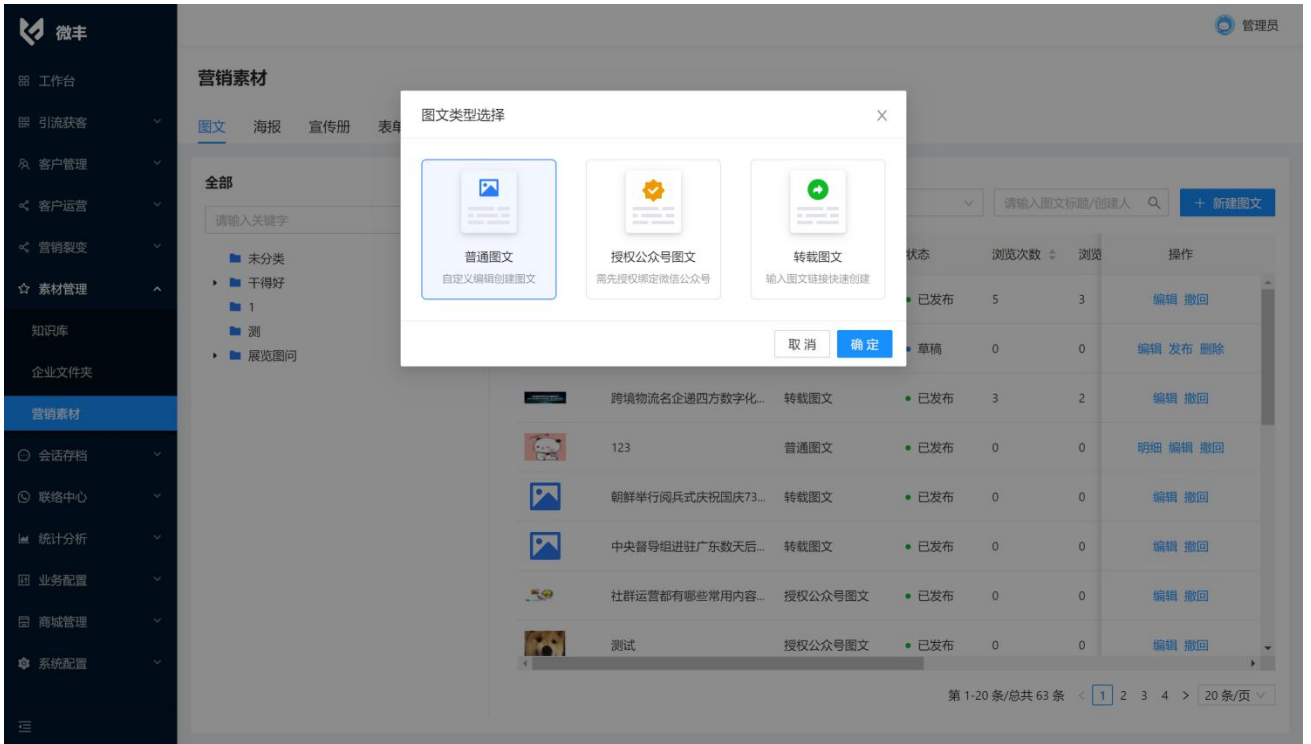 微丰
管理员
工作台
引流获客
客户管理
客户运营
营销裂变
素材管理
知识库
企业文件夹
营销素材
会话存档
联络中心
统计分析
业务配置
商城管理
系统配置
营销素材
图文 海报 宣传册 表单
全部
请输入关键字
未分类
干得好
1
测
展览图问
图文类型选择
普通图文
自定义编辑创建图文
授权公众号图文
需先授权绑定微信公众号
转载图文
输入图文链接快速创建
取消 确定
请输入图文标题/创建人
+ 新建图文
状态 浏览次数 浏览 操作
已发布 5 3 编辑 撤回
草稿 0 0 编辑 发布 删除
跨境物流名企递四方数字化... 转载图文 已发布 3 2 编辑 撤回
123 普通图文 已发布 0 0 明细 编辑 撤回
朝鲜举行阅兵式庆祝国庆73... 转载图文 已发布 0 0 编辑 撤回
中央督导组进驻广东数天后... 转载图文 已发布 0 0 编辑 撤回
社群运营都有哪些常用内容... 授权公众号图文 已发布 0 0 编辑 撤回
测试 授权公众号图文 已发布 0 0 编辑 撤回
第 1-20 条/总共 63 条 < 1 2 3 4 > 20 条/页